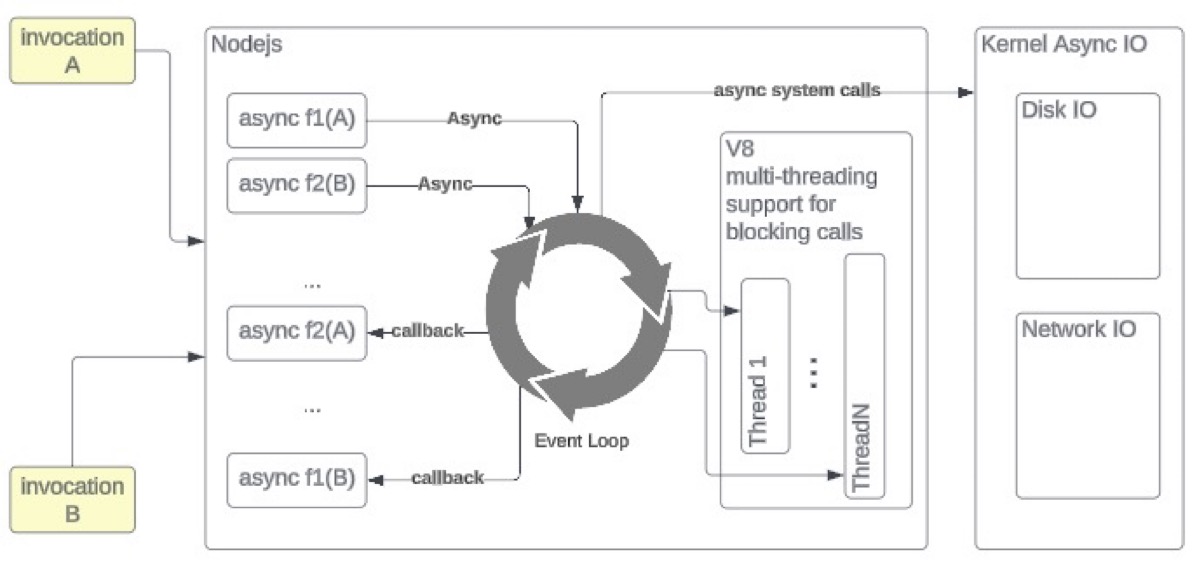 invocation
A
Nodejs
Kernel Async IO
async f1(A)
Async
async system calls
Disk IO
async f2(B)
Async
V8
multi-threading
support for
blocking calls
...
async f2(A)
callback
Network IO
Thread 1
...
ThreadN
...
Event Loop
async f1(B)
callback
invocation
B